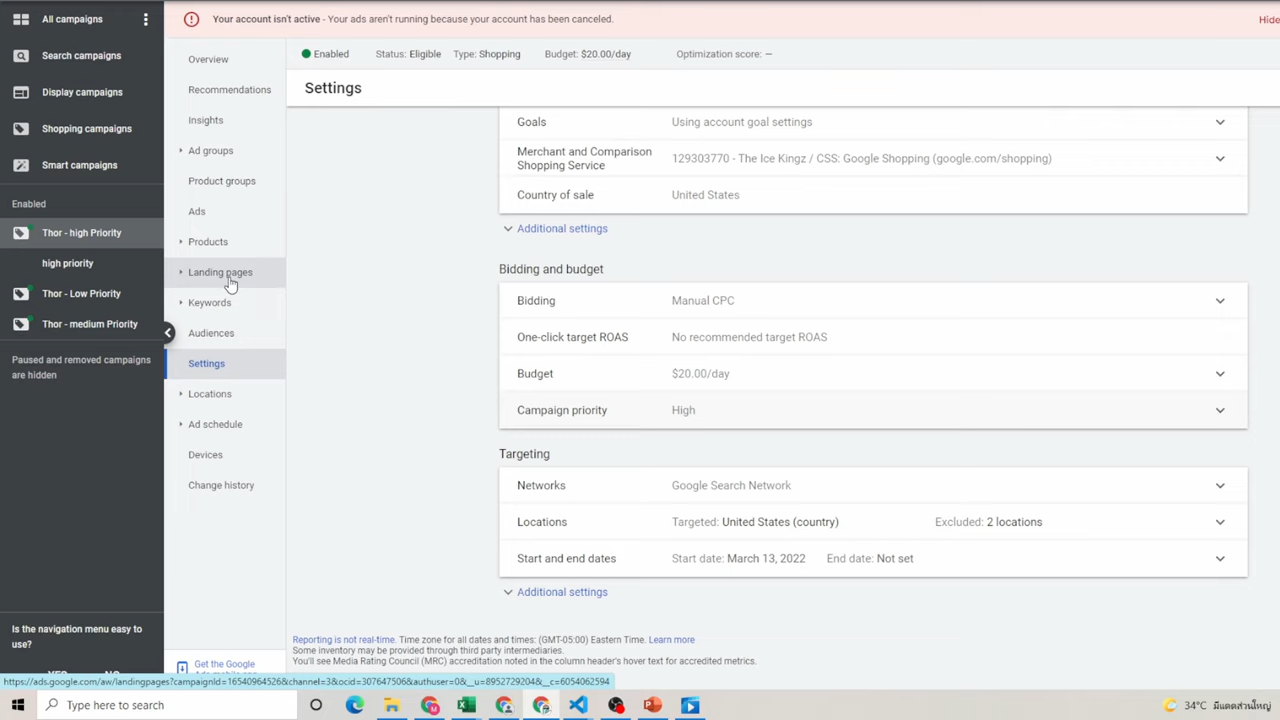 All campaigns
Search campaigns
Display campaigns
Shopping campaigns
Smart campaigns
Enabled
Thor - high Priority
high priority
Thor - Low Priority
Thor - medium Priority
Paused and removed campaigns
are hidden
Is the navigation menu easy to
use?
Your account isn't active - Your ads aren't running because your account has been canceled.
Hide
Overview
Recommendations
Insights
Ad groups
Product groups
Ads
Products
Landing pages
Keywords
Audiences
Settings
Locations
Ad schedule
Devices
Change history
Get the Google
Enabled Status: Eligible Type: Shopping Budget: $20.00/day Optimization score: –
Settings
Goals Using account goal settings
Merchant and Comparison
Shopping Service
129303770 - The Ice Kingz / CSS: Google Shopping (google.com/shopping)
Country of sale United States
Additional settings
Bidding and budget
Bidding Manual CPC
One-click target ROAS No recommended target ROAS
Budget $20.00/day
Campaign priority High
Targeting
Networks Google Search Network
Locations Targeted: United States (country) Excluded: 2 locations
Start and end dates Start date: March 13, 2022 End date: Not set
Additional settings
Reporting is not real-time. Time zone for all dates and times: (GMT-05:00) Eastern Time. Learn more
Some inventory may be provided through third party intermediaries.
You'll see Media Rating Council (MRC) accreditation noted in the column header's hover text for accredited metrics.
https://ads.google.com/aw/landingpages?campaignId=16540964526&channel=3&ocid=307647506&authuser=0&__u=8952729204&__c=6054062594
Type here to search
34°C มีแดดส่วนใหญ่